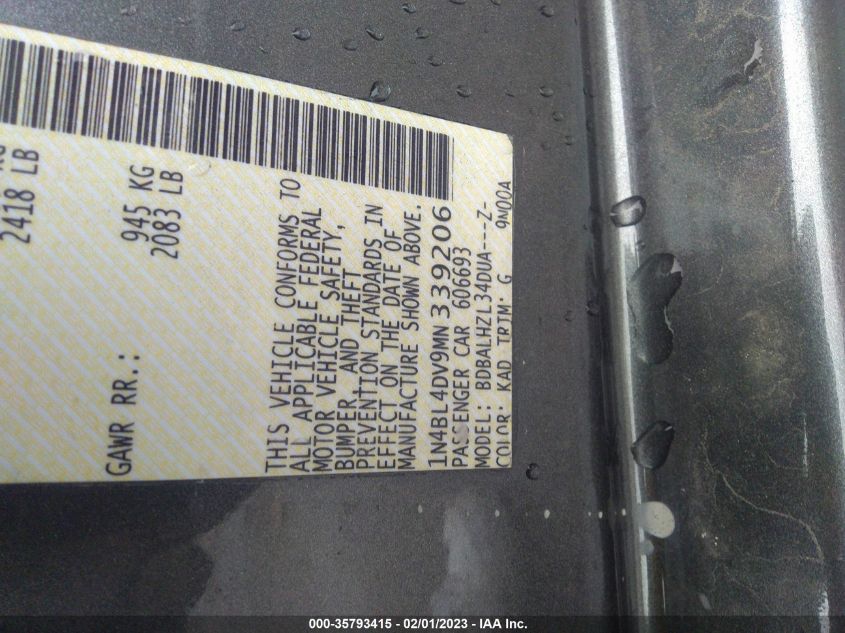 2418 LB
GAWR RR.: 945 KG
2083 LB
THIS VEHICLE CONFORMS TO
ALL APPLICABLE FEDERAL
MOTOR VEHICLE SAFETY,
BUMPER AND THEFT
PREVENTION STANDARDS IN
EFFECT ON THE DATE OF
MANUFACTURE SHOWN ABOVE.
1N4BL4DV9MN339206
PASSENGER CAR 606693
MODEL: BDBALHZL34DUA---Z-
COLOR: KAD TRIM: G 9N00A
000-35793415 - 02/01/2023 - IAA Inc.